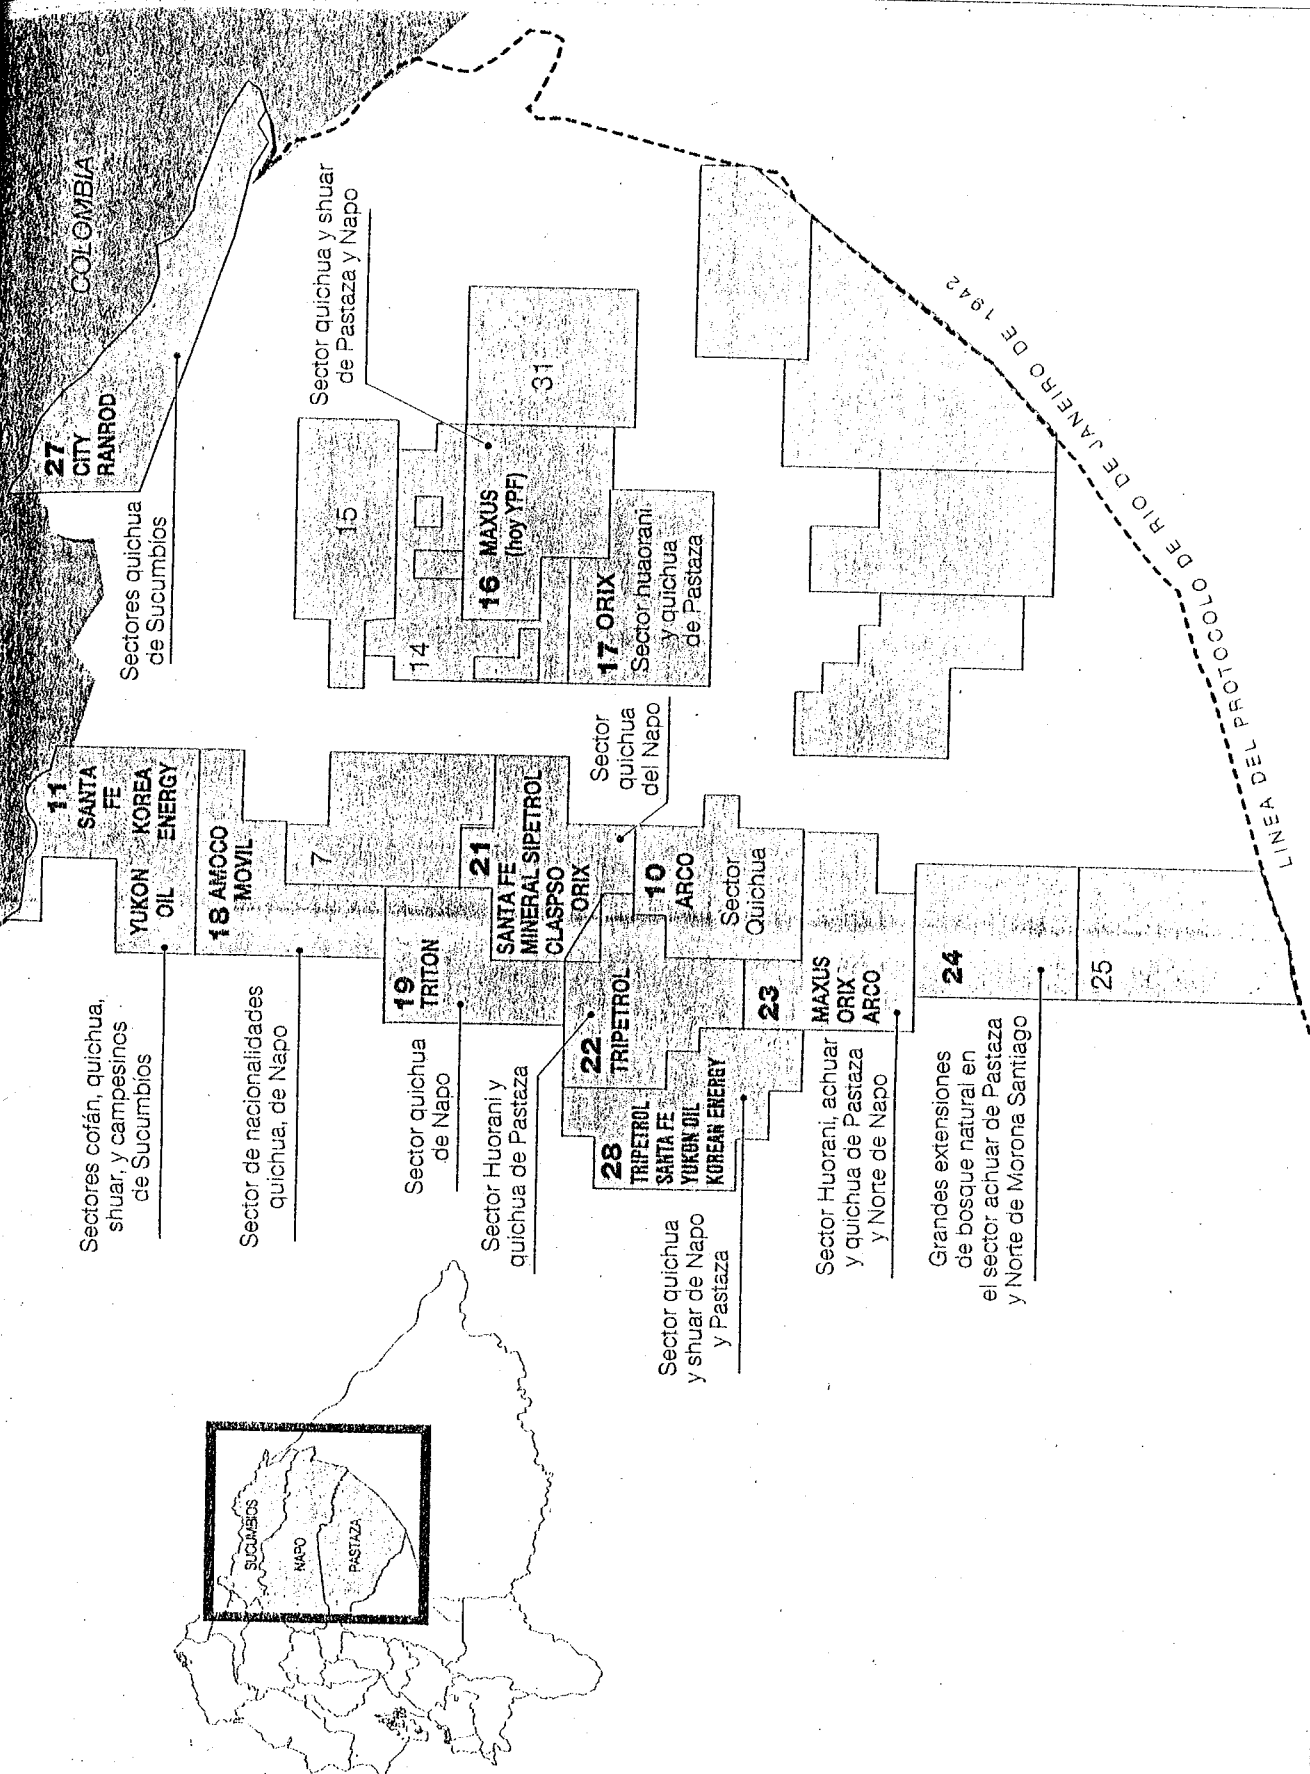 COLOMBIA
27
CITY
RANROD
Sectores quichua
de Sucumbíos
Sector quichua y shuar
de Pastaza y Napo
15
31
14
16 MAXUS
(hoy YPF)
17 ORIX
Sector huaorani
y quichua
de Pastaza
11
SANTA
FE
YUKON KOREA
OIL ENERGY
18 AMOCO
MOVIL
7
19
TRITON
21
SANTA FE
MINERAL SIPETROL
CLASPSO
ORIX
Sector
quichua
del Napo
10
ARCO
Sector
Quichua
22
TRIPETROL
23
MAXUS
ORIX
ARCO
24
25
28
TRIPETROL
SANTA FE
YUKON OIL
KOREAN ENERGY
Sectores cofán, quichua,
shuar, y campesinos
de Sucumbíos
Sector de nacionalidades
quichua, de Napo
Sector quichua
de Napo
Sector Huorani y
quichua de Pastaza
Sector quichua
y shuar de Napo
y Pastaza
Sector Huorani, achuar
y quichua de Pastaza
y Norte de Napo
Grandes extensiones
de bosque natural en
el sector achuar de Pastaza
y Norte de Morona Santiago
LINEA DEL PROTOCOLO DE RIO DE JANEIRO DE 1942
SUCUMBIOS
NAPO
PASTAZA